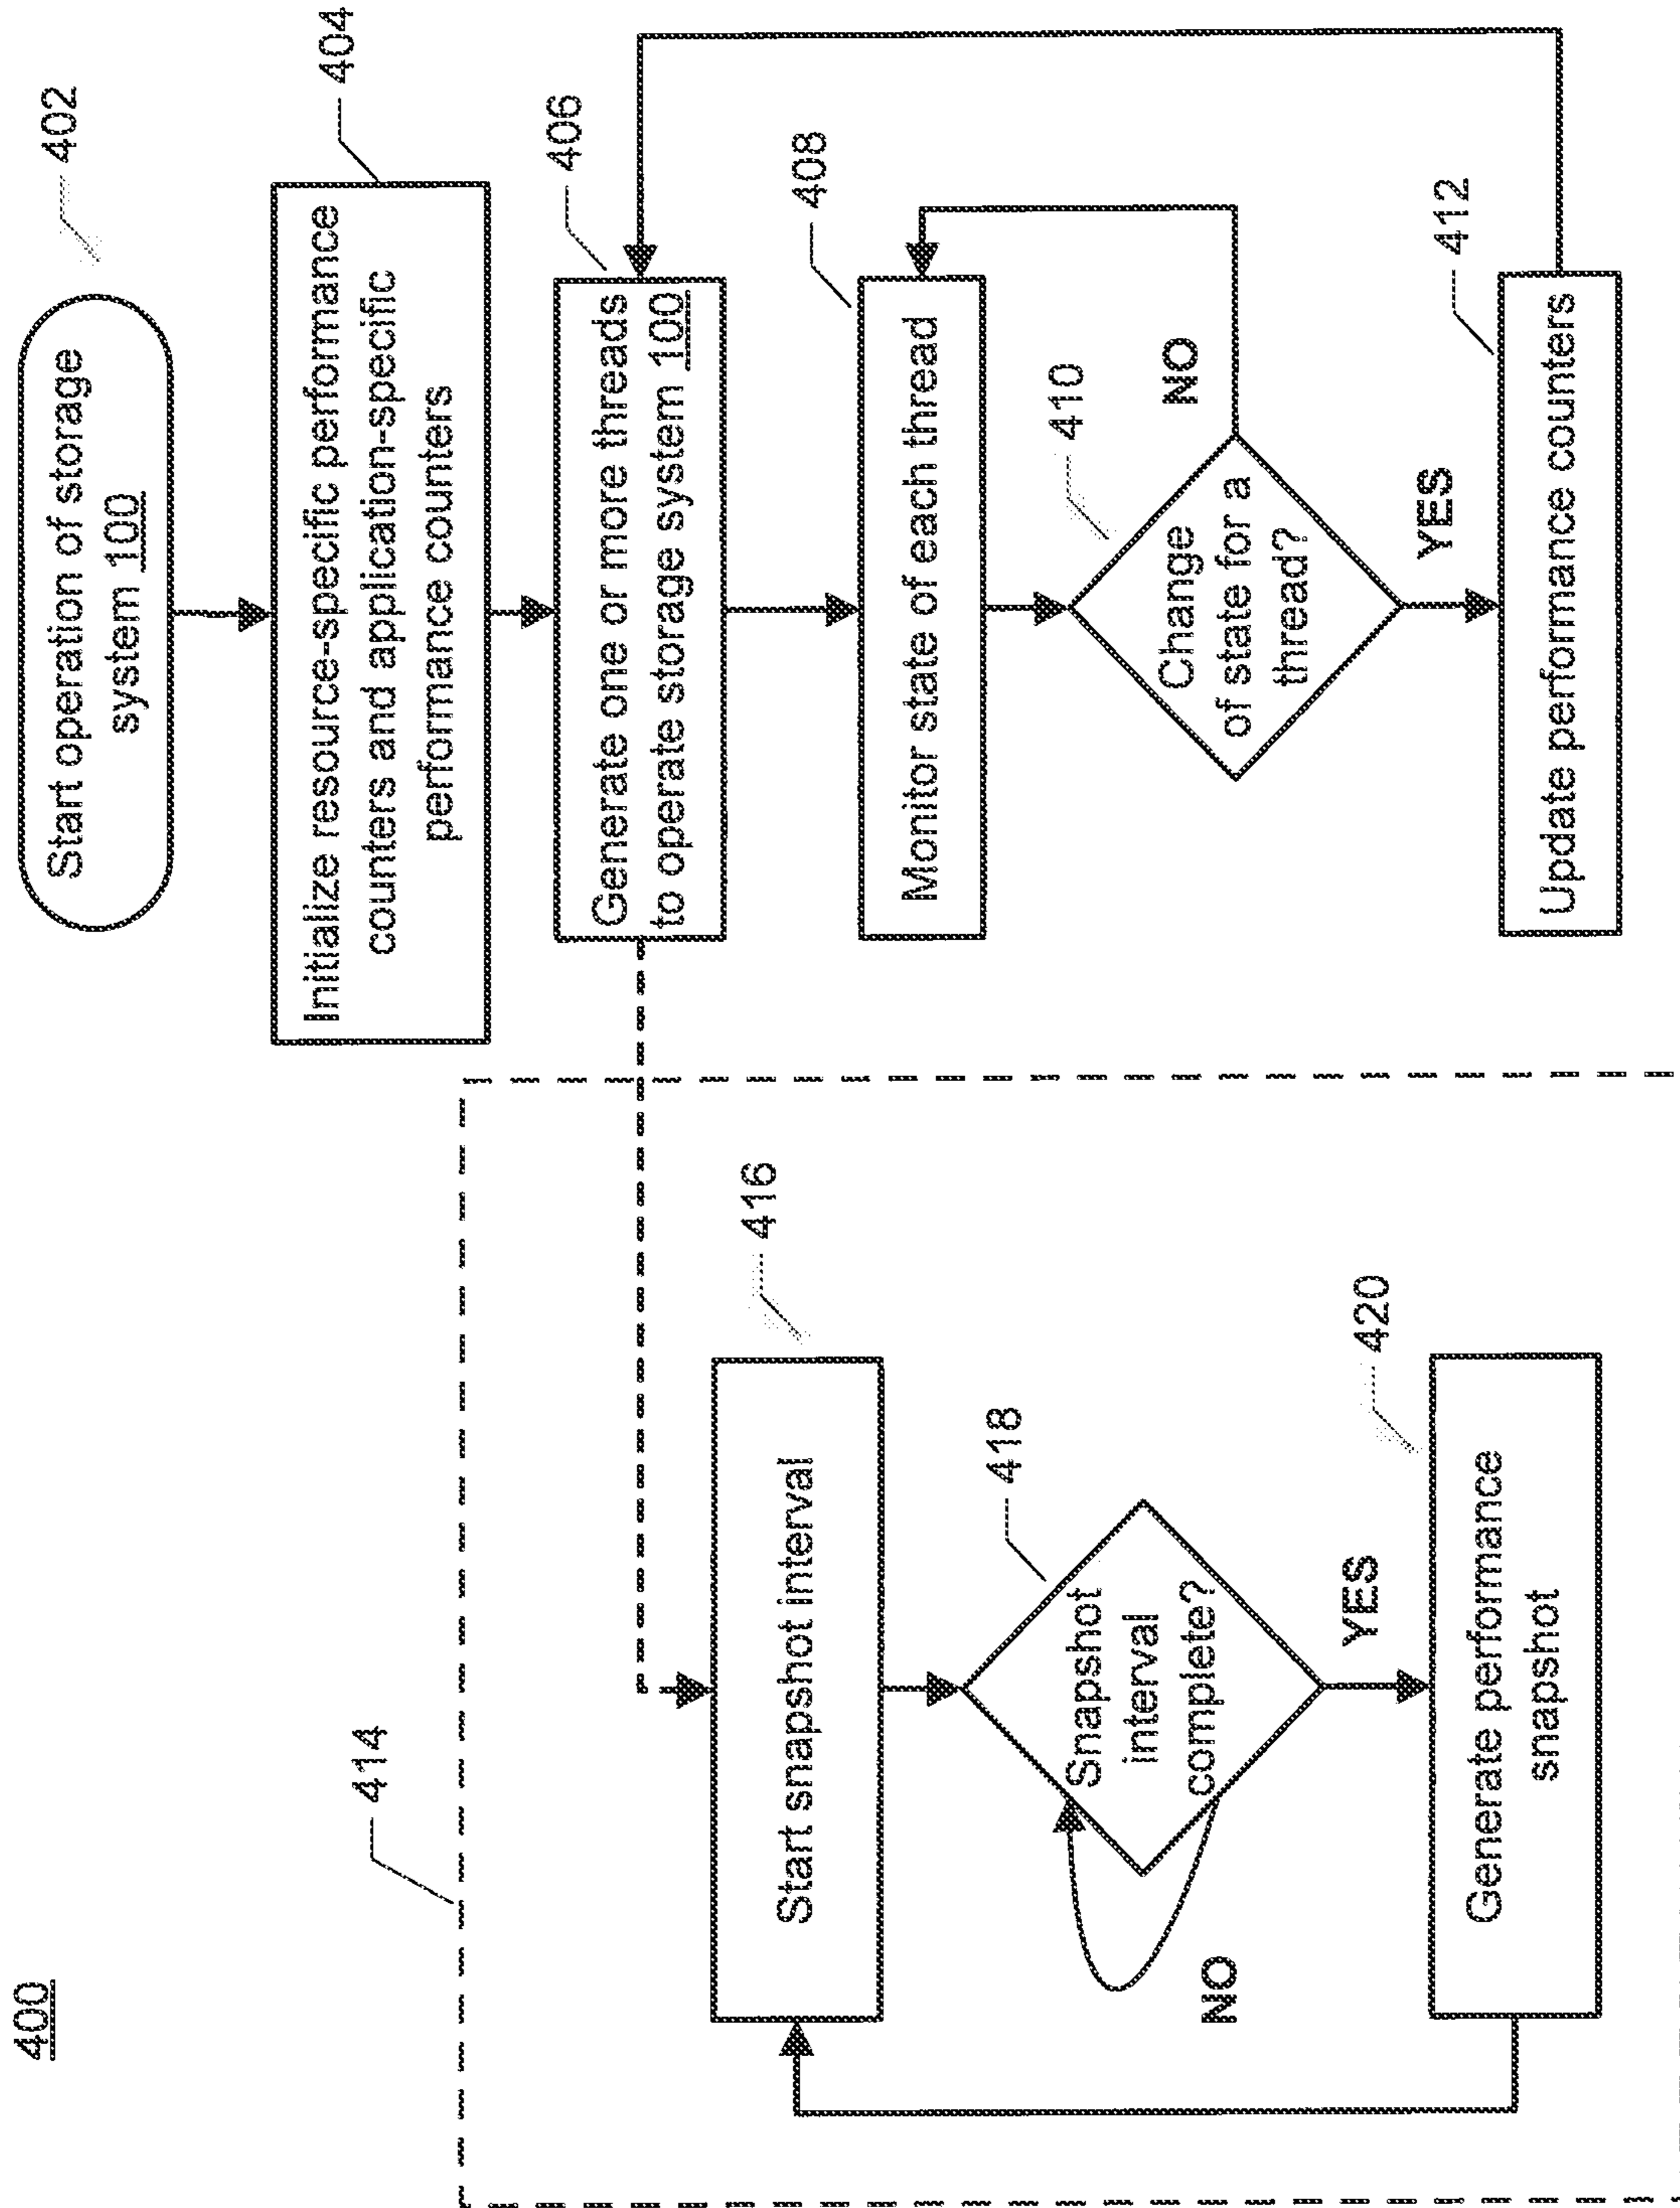 400
Start operation of storage
system 100
402
Initialize resource-specific performance
counters and application-specific
performance counters
404
Generate one or more threads
to operate storage system 100
406
Monitor state of each thread
408
Change
of state for a
thread?
410
NO
YES
Update performance counters
412
414
Start snapshot interval
416
Snapshot
interval
complete?
418
NO
YES
Generate performance
snapshot
420